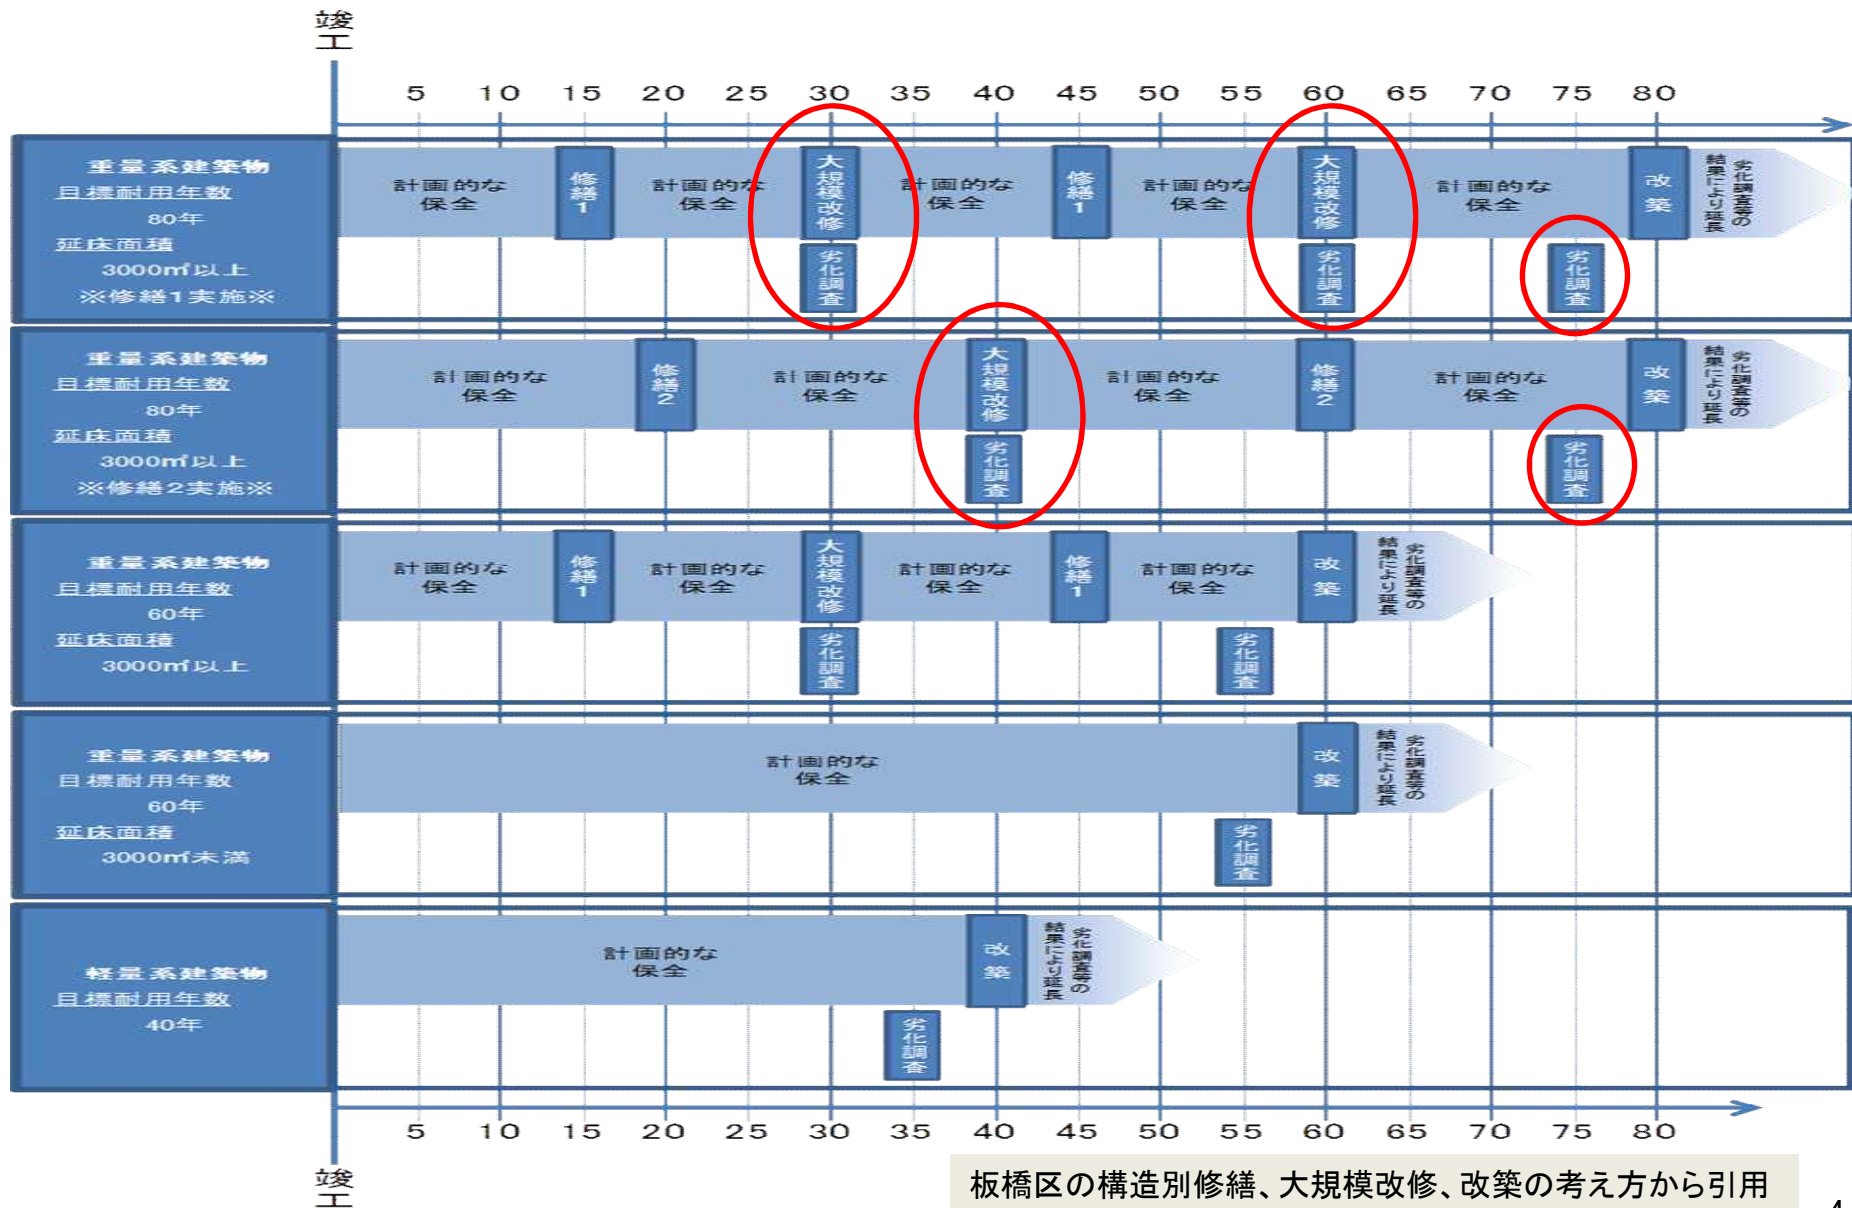 竣工
5 10 15 20 25 30 35 40 45 50 55 60 65 70 75 80
重量系建築物
目標耐用年数
80年
延床面積
3000㎡以上
※修繕1実施※
計画的な
保全
修繕1
計画的な
保全
大規模改修
計画的な
保全
修繕1
計画的な
保全
大規模改修
計画的な
保全
改築
劣化調査等の
結果により延長
劣化調査
劣化調査
劣化調査
重量系建築物
目標耐用年数
80年
延床面積
3000㎡以上
※修繕2実施※
計画的な
保全
修繕2
計画的な
保全
大規模改修
計画的な
保全
修繕2
計画的な
保全
改築
劣化調査等の
結果により延長
劣化調査
劣化調査
重量系建築物
目標耐用年数
60年
延床面積
3000㎡以上
計画的な
保全
修繕1
計画的な
保全
大規模改修
計画的な
保全
修繕1
計画的な
保全
改築
劣化調査等の
結果により延長
劣化調査
劣化調査
重量系建築物
目標耐用年数
60年
延床面積
3000㎡未満
計画的な
保全
改築
劣化調査等の
結果により延長
劣化調査
軽量系建築物
目標耐用年数
40年
計画的な
保全
改築
劣化調査等の
結果により延長
劣化調査
5 10 15 20 25 30 35 40 45 50 55 60 65 70 75 80
竣工
板橋区の構造別修繕、大規模改修、改築の考え方から引用
4